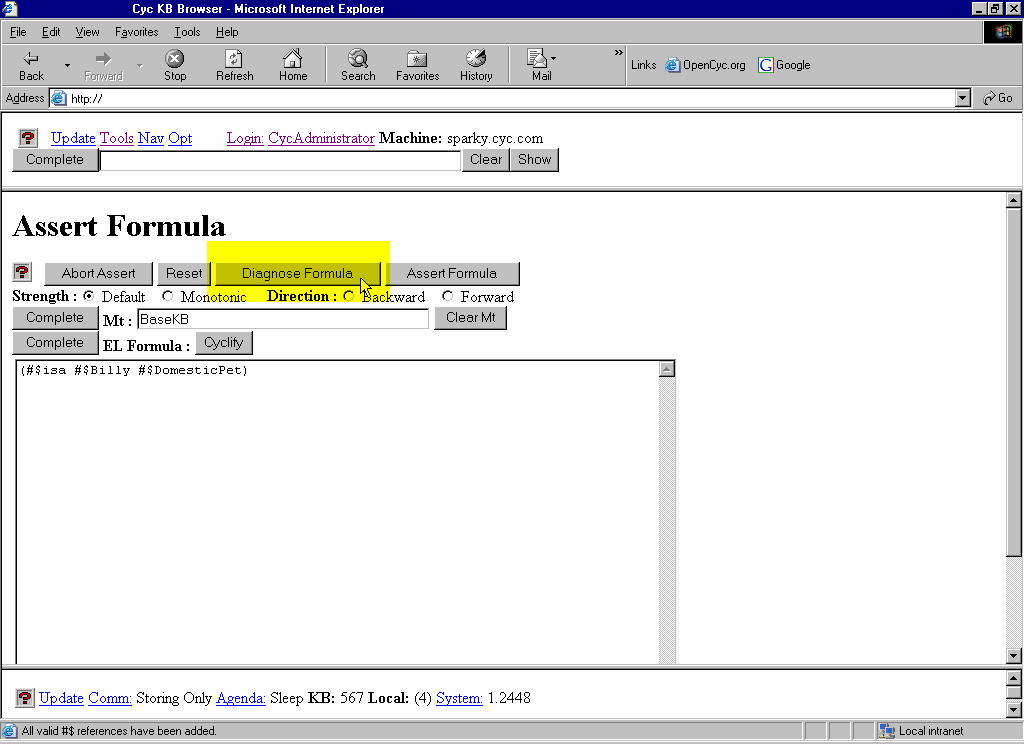 Cyc KB Browser - Microsoft Internet Explorer
File Edit View Favorites Tools Help
Back Forward Stop Refresh Home Search Favorites History Mail » Links OpenCyc.org G Google
Address http:// Go
? Update Tools Nav Opt Login: CycAdministrator Machine: sparky.cyc.com
Complete Clear Show
Assert Formula
? Abort Assert Reset Diagnose Formula Assert Formula
Strength : Default Monotonic Direction : Backward Forward
Complete Mt : BaseKB Clear Mt
Complete EL Formula : Cyclify
(#$isa #$Billy #$DomesticPet)
? Update Comm: Storing Only Agenda: Sleep KB: 567 Local: (4) System: 1.2448
All valid #$ references have been added. Local intranet